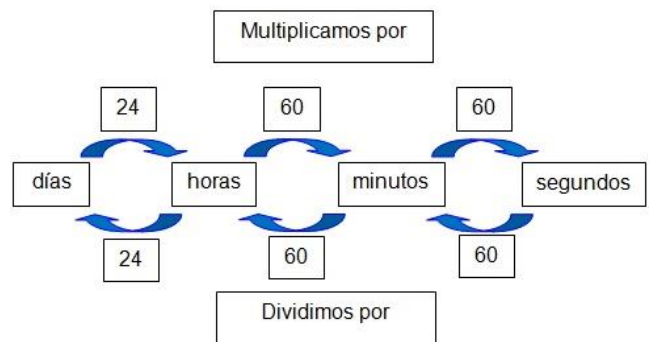 Multiplicamos por
24 60 60
días horas minutos segundos
24 60 60
Dividimos por